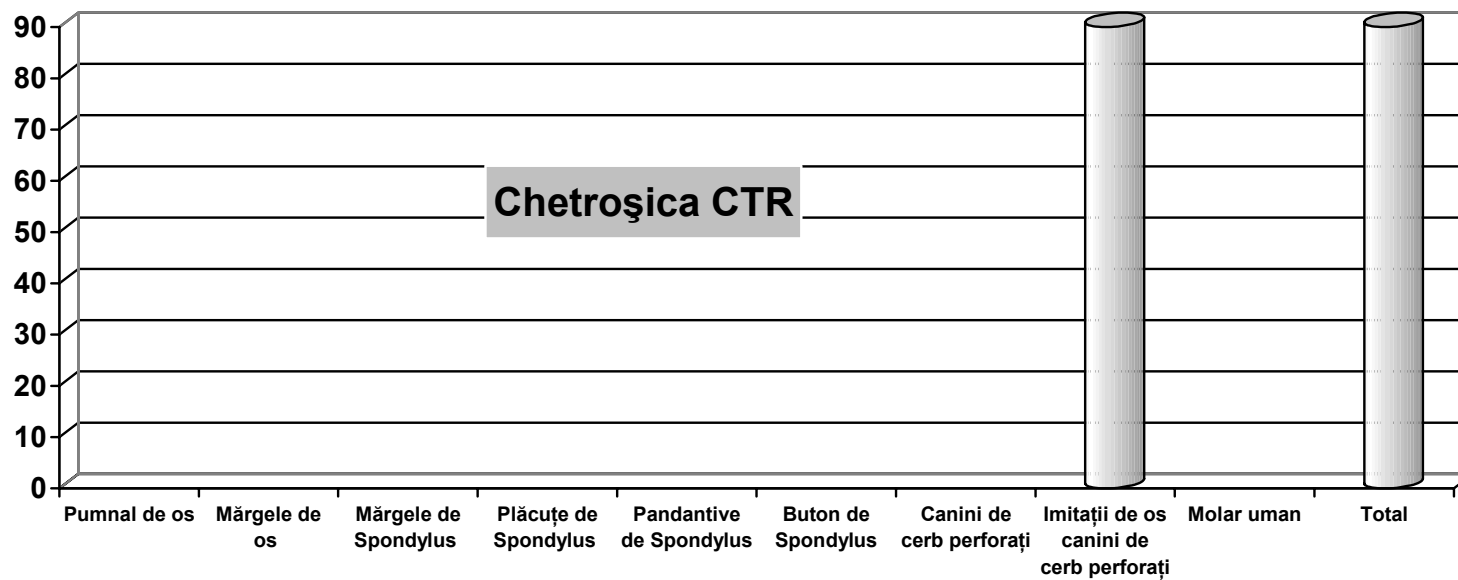 90
80
70
60
50
40
30
20
10
0
Chetroşica CTR
Pumnal de os
Mărgele de
os
Mărgele de
Spondylus
Plăcuțe de
Spondylus
Pandantive
de Spondylus
Buton de
Spondylus
Canini de
cerb perforați
Imitații de os
canini de
cerb perforați
Molar uman
Total